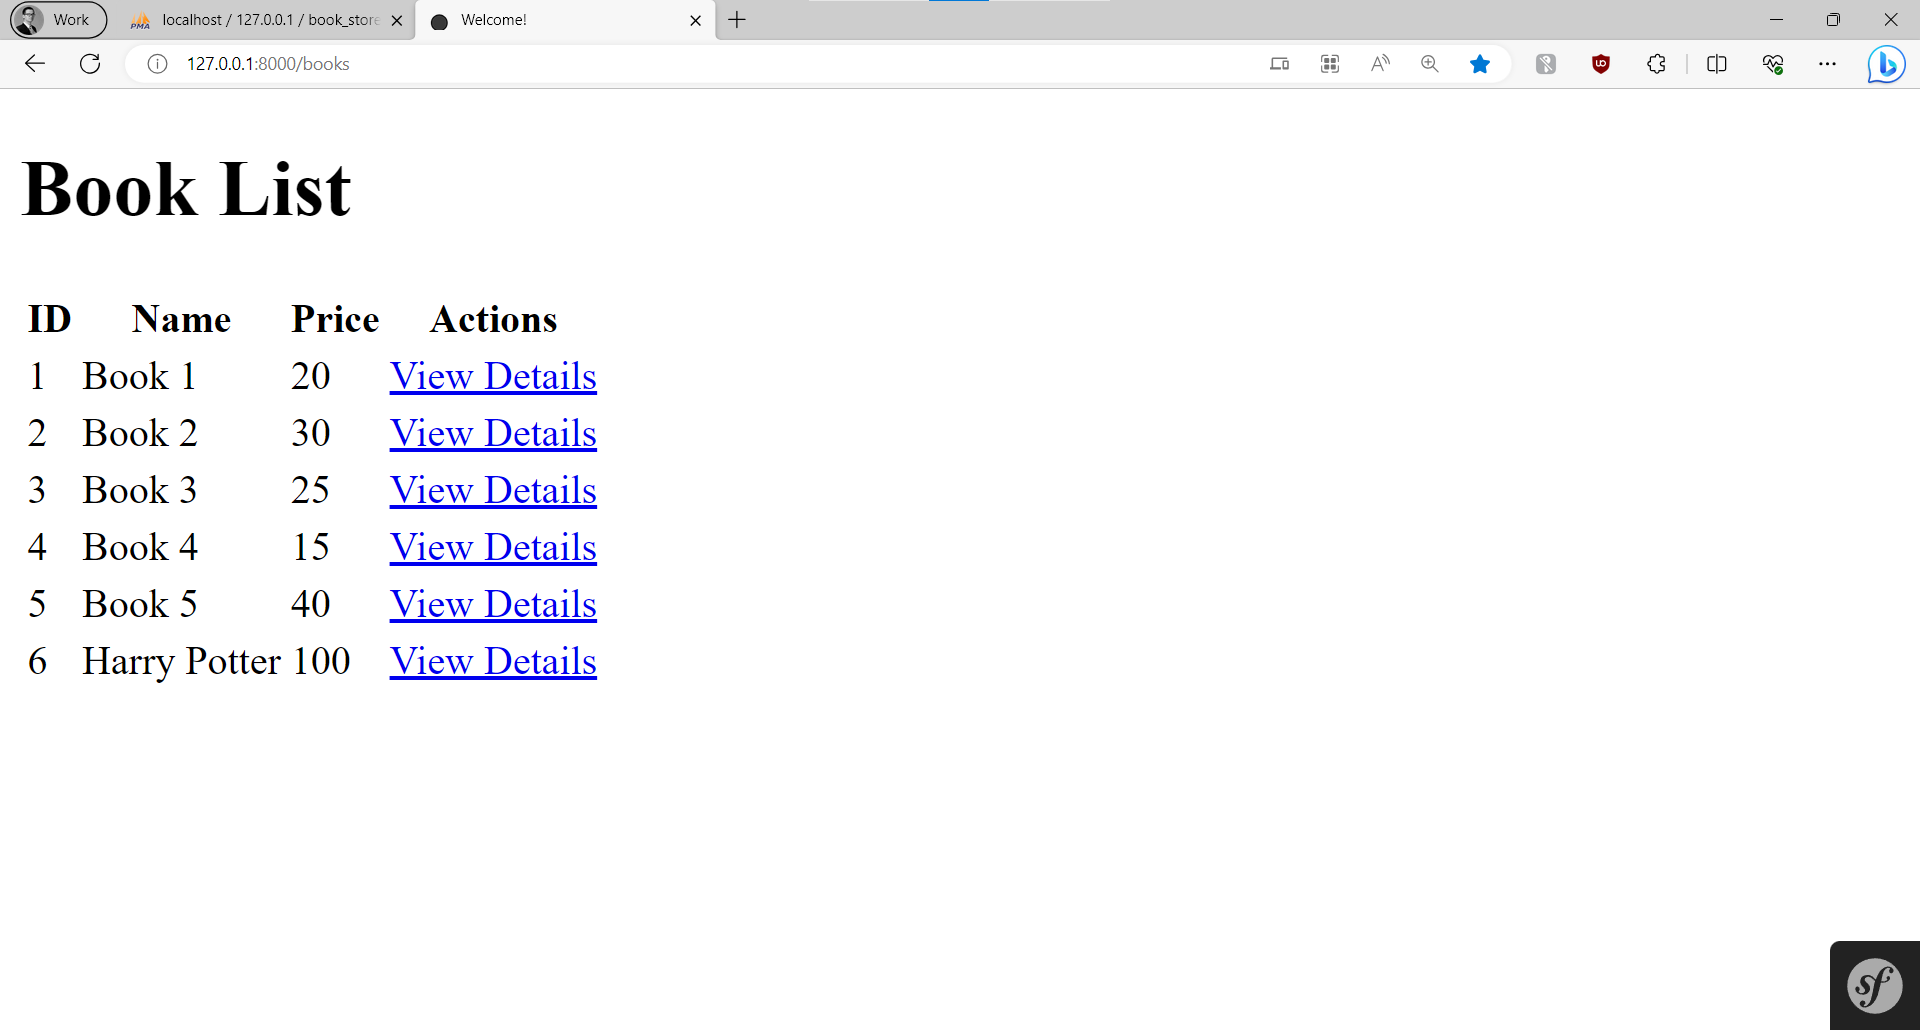 Work
PMA localhost / 127.0.0.1 / book_store
Welcome!
127.0.0.1:8000/books
Book List
ID Name Price Actions
1 Book 1 20 View Details
2 Book 2 30 View Details
3 Book 3 25 View Details
4 Book 4 15 View Details
5 Book 5 40 View Details
6 Harry Potter 100 View Details
sf